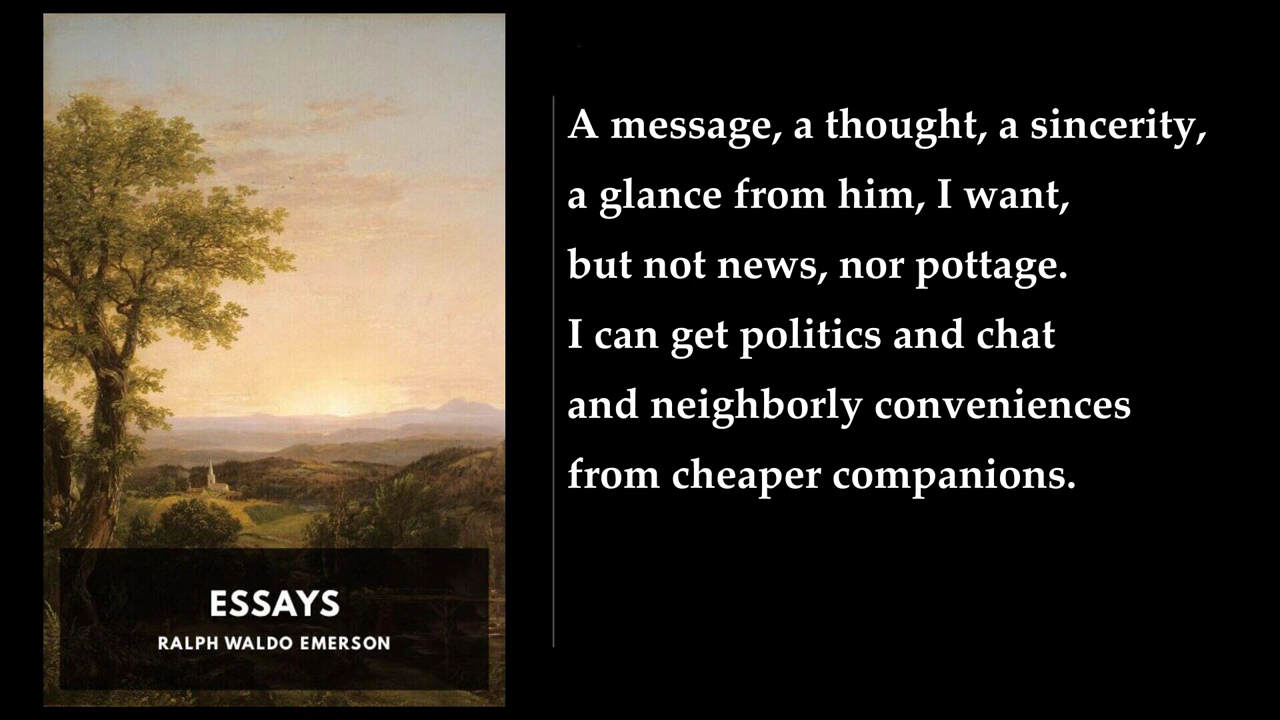 A message, a thought, a sincerity,
a glance from him, I want,
but not news, nor pottage.
I can get politics and chat
and neighborly conveniences
from cheaper companions.
ESSAYS
RALPH WALDO EMERSON